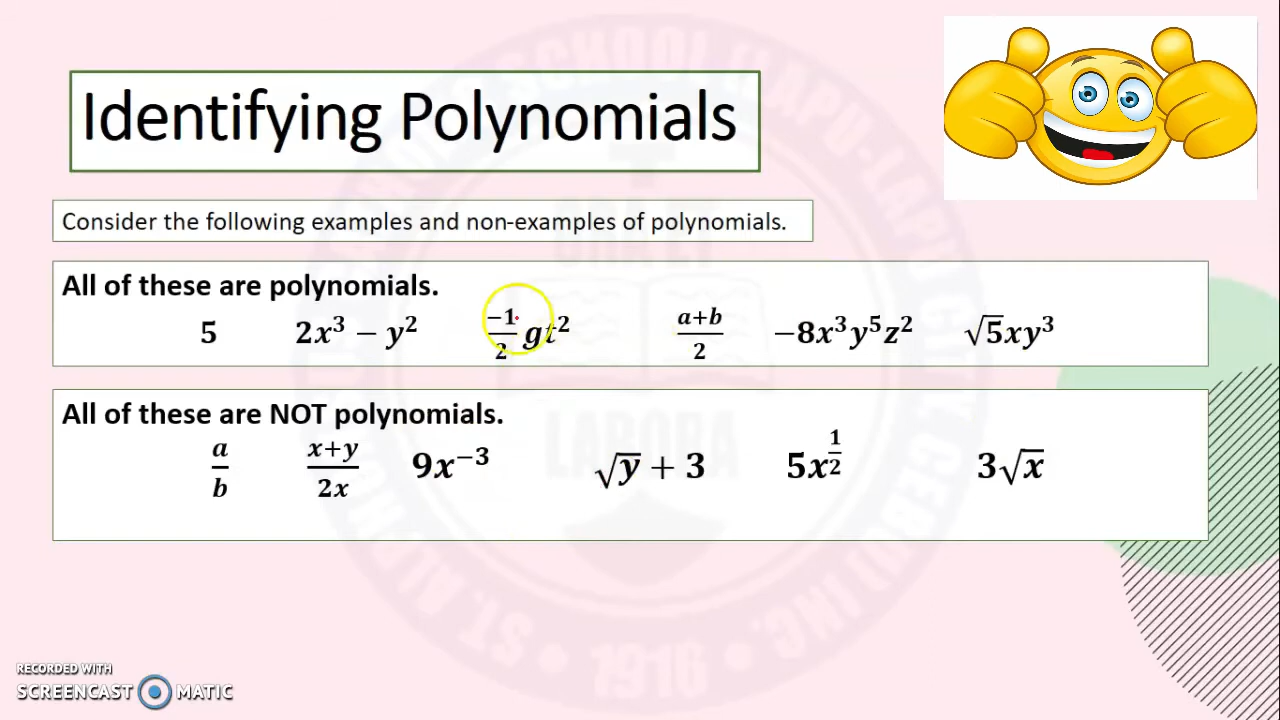 Identifying Polynomials
Consider the following examples and non-examples of polynomials.
All of these are polynomials.
5 2x³ − y² −1/2 gt² a+b/2 −8x³y⁵z² √5xy³
All of these are NOT polynomials.
a/b x+y/2x 9x⁻³ √y + 3 5x^1/2 3√x
LABORA
1916
RECORDED WITH
SCREENCAST MATIC